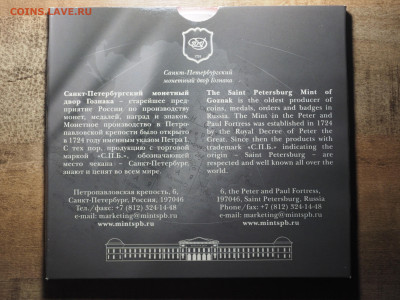 COINS.LAVE.RU
Санкт-Петербургский
монетный двор Гознака
Санкт-Петербургский монетный
двор Гознака – старейшее пред-
приятие России по производству
монет, медалей, наград и знаков.
Монетное производство в Петро-
павловской крепости было открыто
в 1724 году именным указом Петра I.
С тех пор, продукцию с торговой
маркой «С.П.Б.», обозначающей
место чекана – Санкт-Петербург,
знают и ценят во всем мире.
Петропавловская крепость, 6,
Санкт-Петербург, Россия, 197046
Тел./факс: +7 (812) 324-14-48
e-mail: marketing@mintspb.ru
www.mintspb.ru
The Saint Petersburg Mint of
Goznak is the oldest producer of
coins, medals, orders and badges in
Russia. The Mint in the Peter and
Paul Fortress was established in 1724
by the Royal Decree of Peter the
Great. Since then the products with
trademark «С.П.Б.» indicating the
origin – Saint Petersburg – are
respected and well known all over the
world.
6, the Peter and Paul Fortress,
197046, Saint Petersburg, Russia
Phone/fax: +7 (812) 324-14-48
e-mail: marketing@mintspb.ru
www.mintspb.ru